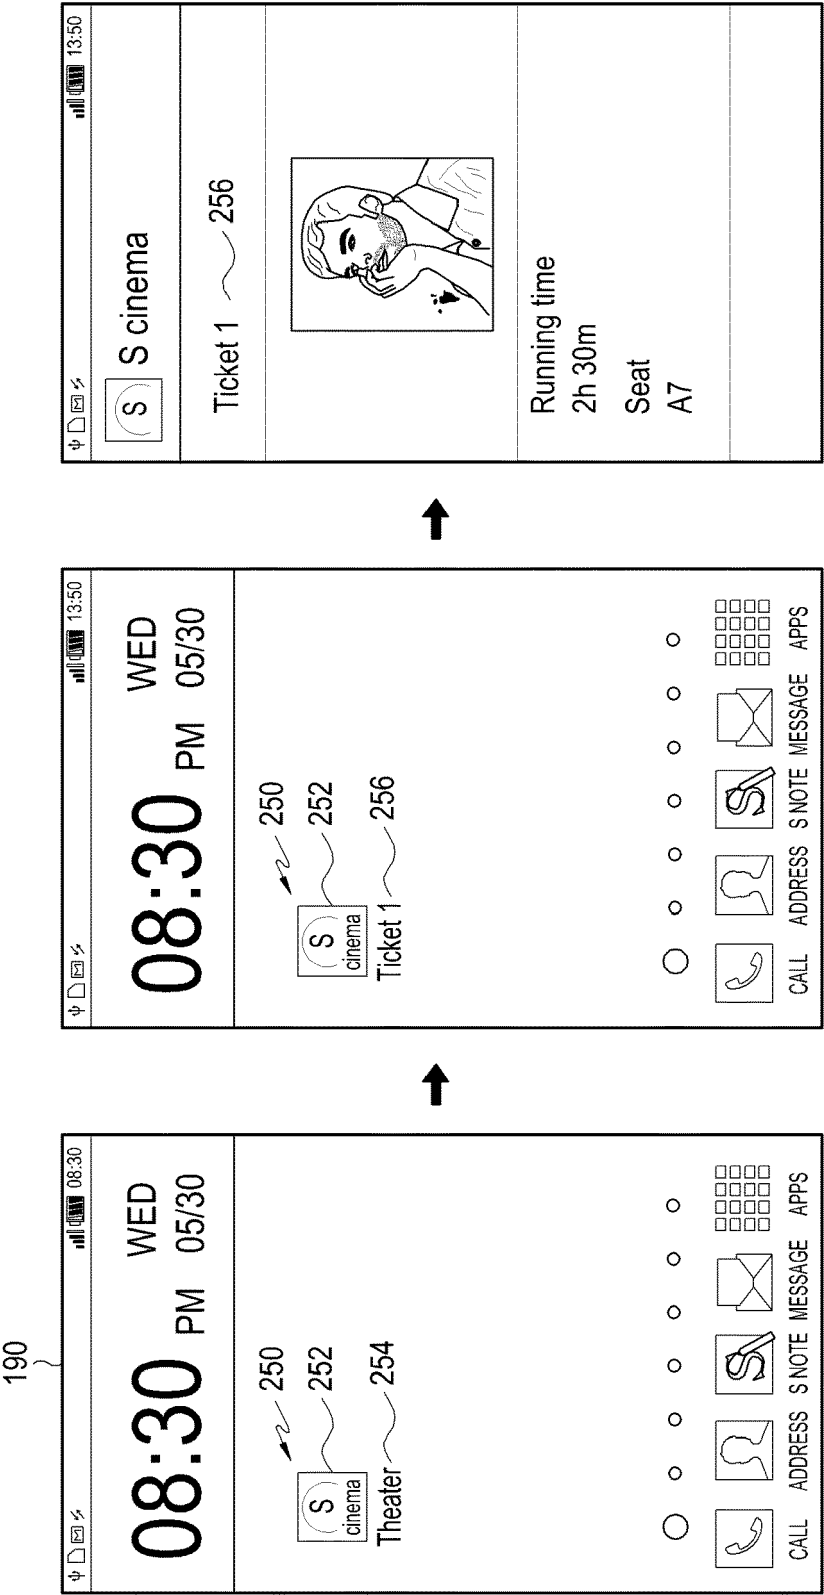 190
08:30
08:30 PM WED 05/30
250
S
cinema
252
Theater
254
CALL ADDRESS S NOTE MESSAGE APPS
13:50
08:30 PM WED 05/30
250
S
cinema
252
Ticket 1
256
CALL ADDRESS S NOTE MESSAGE APPS
13:50
S
S cinema
Ticket 1
256
Running time
2h 30m
Seat
A7